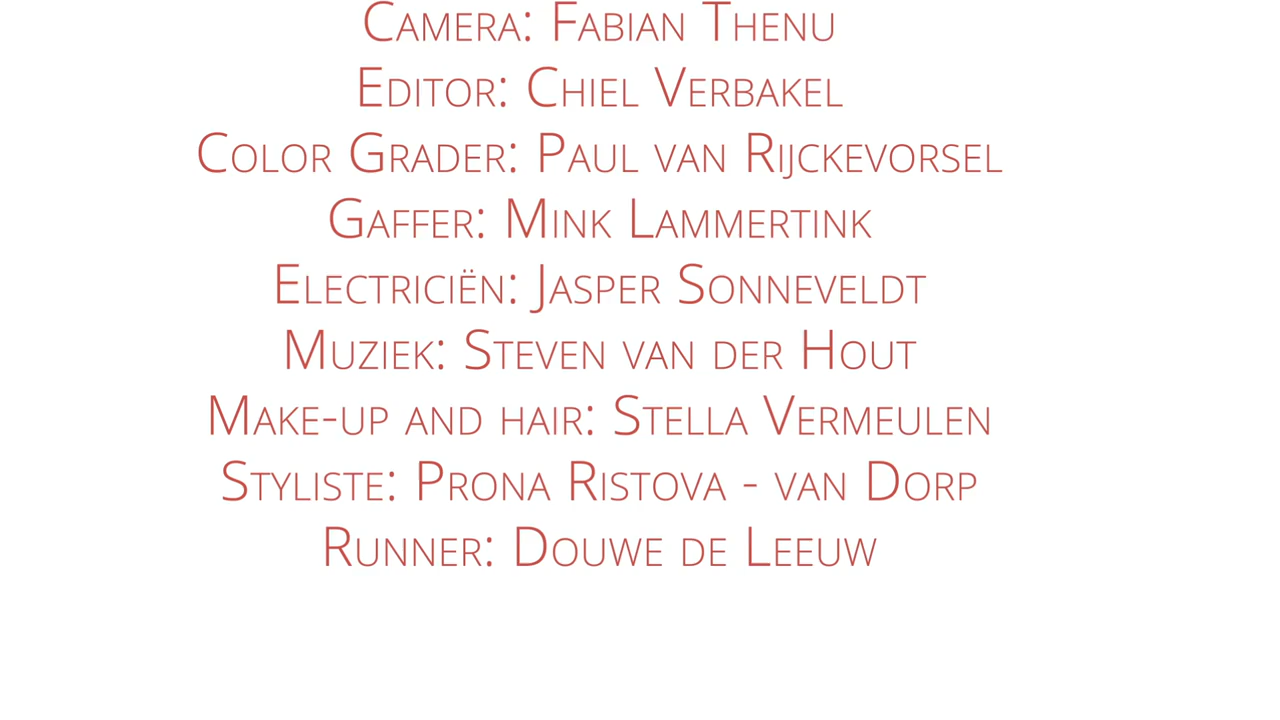 Camera: Fabian Thenu
Editor: Chiel Verbakel
Color Grader: Paul van Rijckevorsel
Gaffer: Mink Lammertink
Electriciën: Jasper Sonneveldt
Muziek: Steven van der Hout
Make-up and hair: Stella Vermeulen
Styliste: Prona Ristova - van Dorp
Runner: Douwe de Leeuw